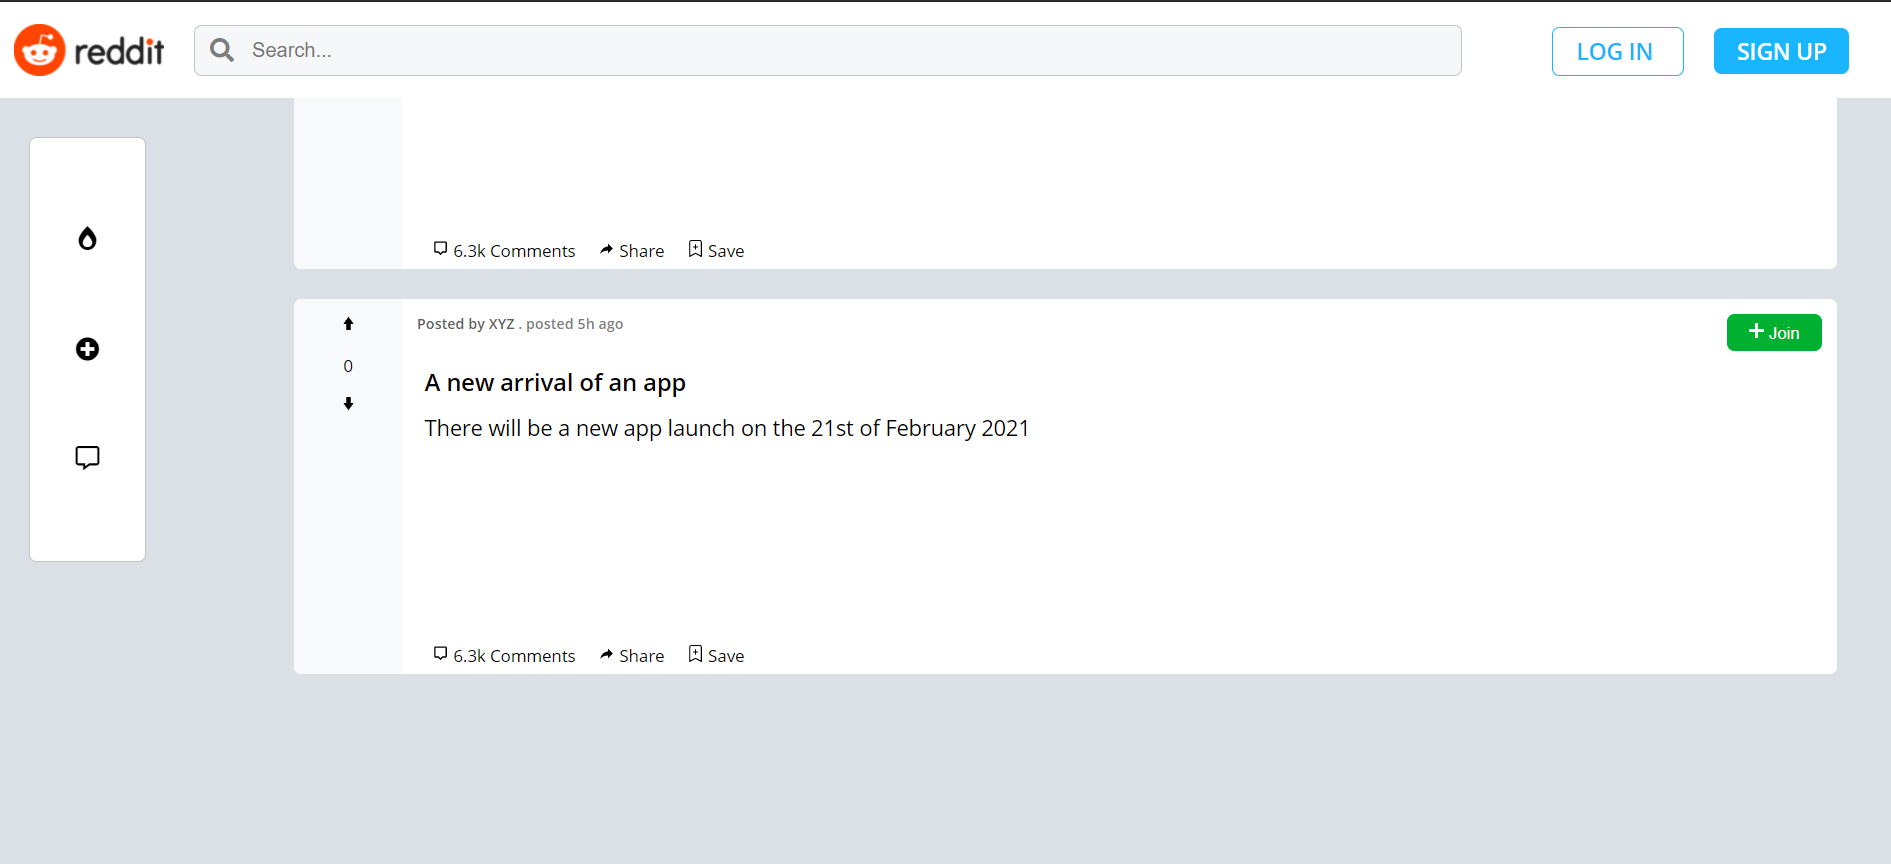 reddit Search... LOG IN SIGN UP
6.3k Comments Share Save
Posted by XYZ . posted 5h ago
Join
0
A new arrival of an app
There will be a new app launch on the 21st of February 2021
6.3k Comments Share Save